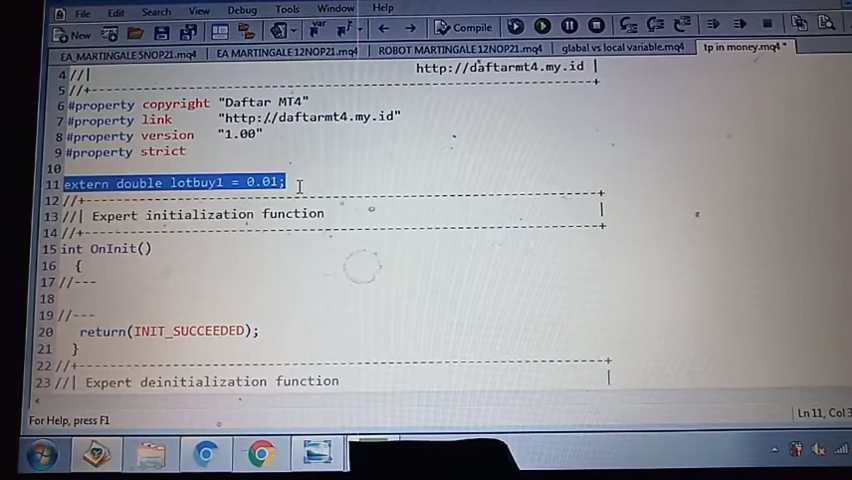 File Edit Search View Debug Tools Window Help
New Compile
EA_MARTINGALE 5NOP21.mq4 EA MARTINGALE 12NOP21.mq4 ROBOT MARTINGALE 12NOP21.mq4 glabal vs local variable.mq4 tp in money.mq4 *
4 //| http://daftarmt4.my.id |
5 //+------------------------------------------------------------------+
6 #property copyright "Daftar MT4"
7 #property link "http://daftarmt4.my.id"
8 #property version "1.00"
9 #property strict
10
11 extern double lotbuy1 = 0.01;
12 //+------------------------------------------------------------------+
13 //| Expert initialization function |
14 //+------------------------------------------------------------------+
15 int OnInit()
16 {
17 //---
18
19 //---
20 return(INIT_SUCCEEDED);
21 }
22 //+------------------------------------------------------------------+
23 //| Expert deinitialization function |
For Help, press F1 Ln 11, Col 3